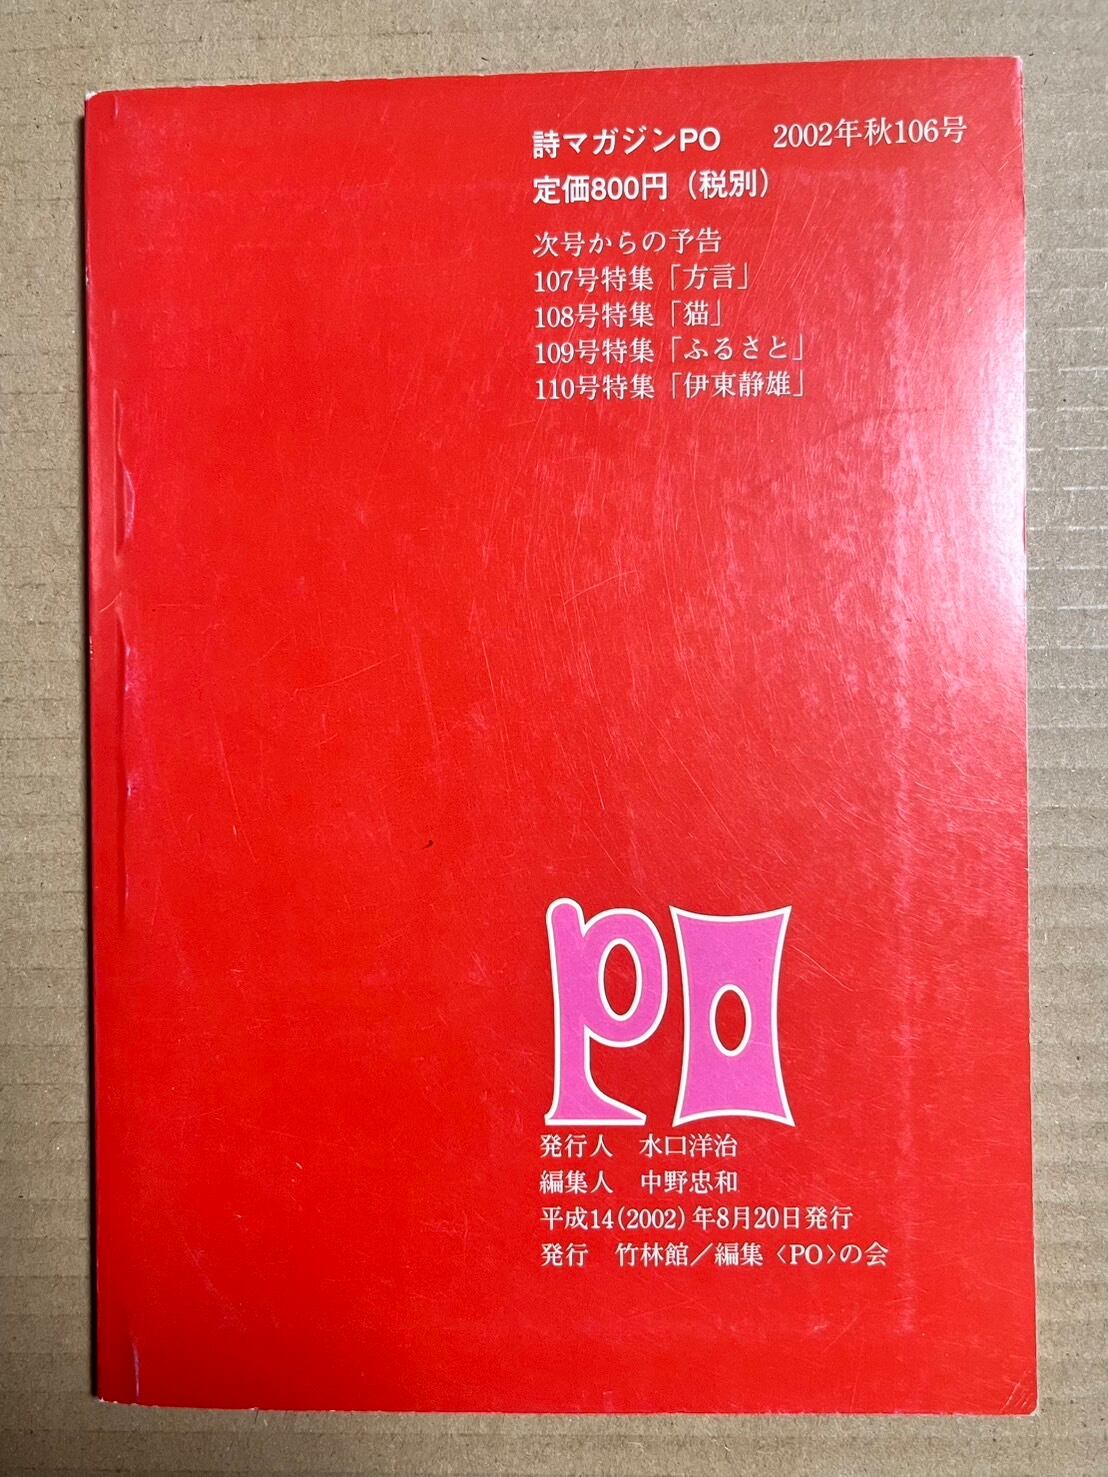 詩マガジンPO　2002年秋106号
定価800円（税別）
次号からの予告
107号特集「方言」
108号特集「猫」
109号特集「ふるさと」
110号特集「伊東静雄」
PO
発行人　水口洋治
編集人　中野忠和
平成14(2002)年8月20日発行
発行　竹林館／編集〈PO〉の会